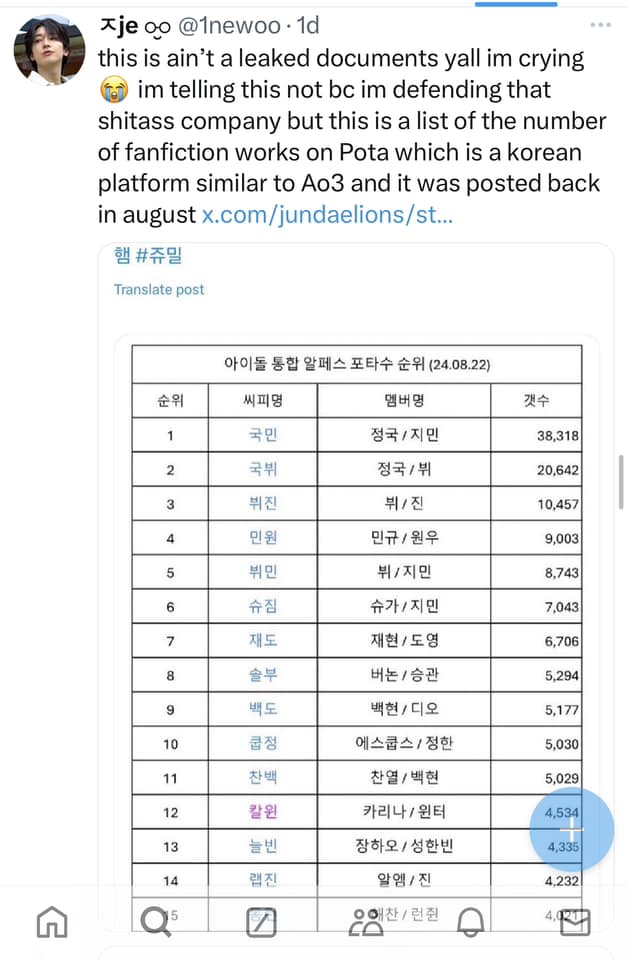 ㅈje @1newoo · 1d
this is ain't a leaked documents yall im crying
😭 im telling this not bc im defending that
shitass company but this is a list of the number
of fanfiction works on Pota which is a korean
platform similar to Ao3 and it was posted back
in august x.com/jundaelions/st...
햄 #쥬밀
Translate post
아이돌 통합 알페스 포타수 순위 (24.08.22)
순위 씨피명 멤버명 갯수
1 국민 정국 / 지민 38,318
2 국뷔 정국 / 뷔 20,642
3 뷔진 뷔 / 진 10,457
4 민원 민규 / 원우 9,003
5 뷔민 뷔 / 지민 8,743
6 슈짐 슈가 / 지민 7,043
7 재도 재현 / 도영 6,706
8 솔부 버논 / 승관 5,294
9 백도 백현 / 디오 5,177
10 쿱정 에스쿱스 / 정한 5,030
11 찬백 찬열 / 백현 5,029
12 칼윈 카리나 / 윈터 4,534
13 늘빈 장하오 / 성한빈 4,335
14 랩진 알엠 / 진 4,232
15 / 런쥔 4,021